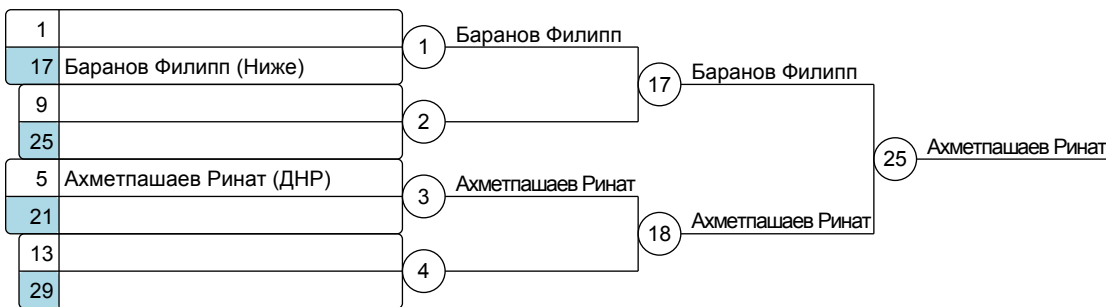 1
17 Баранов Филипп (Ниже)
1 Баранов Филипп
9
25
2
17 Баранов Филипп
5 Ахметпашаев Ринат (ДНР)
21
3 Ахметпашаев Ринат
13
29
4
18 Ахметпашаев Ринат
25 Ахметпашаев Ринат